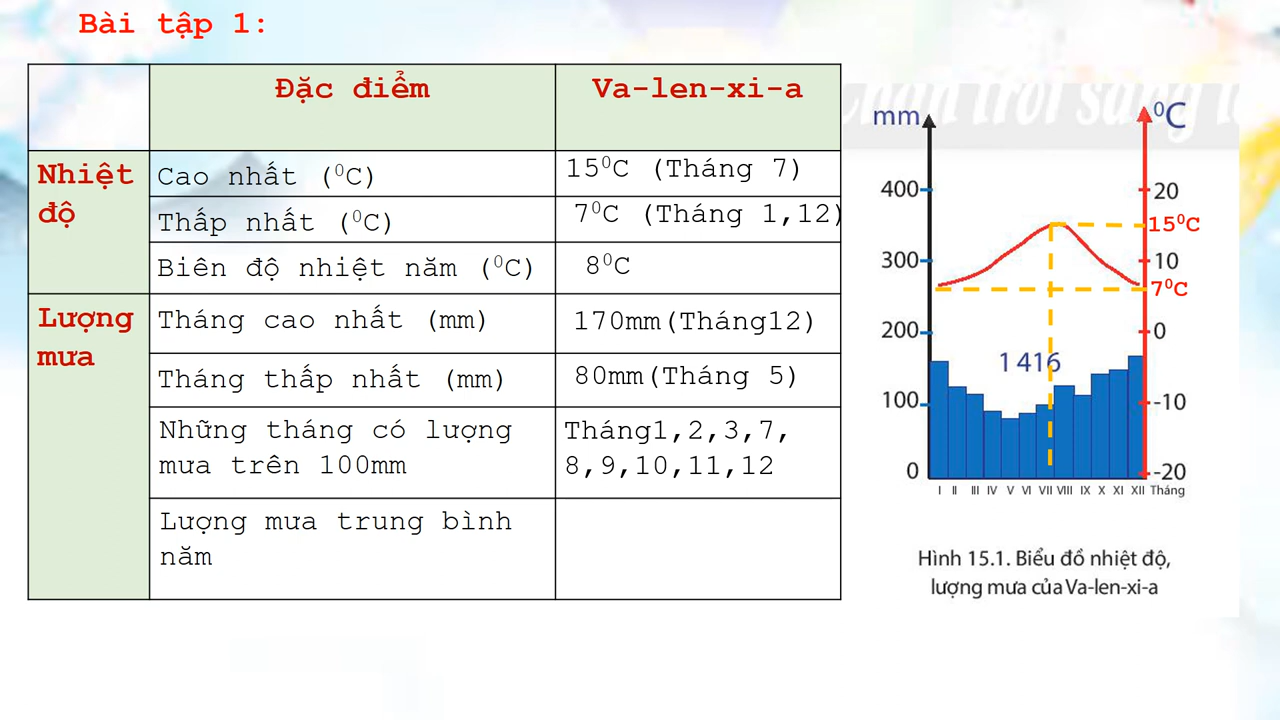 Bài tập 1:
Đặc điểm
Va-len-xi-a
Nhiệt
độ
Cao nhất (⁰C)
15⁰C (Tháng 7)
Thấp nhất (⁰C)
7⁰C (Tháng 1,12)
Biên độ nhiệt năm (⁰C)
8⁰C
Lượng
mưa
Tháng cao nhất (mm)
170mm(Tháng12)
Tháng thấp nhất (mm)
80mm(Tháng 5)
Những tháng có lượng
mưa trên 100mm
Tháng1,2,3,7,
8,9,10,11,12
Lượng mưa trung bình
năm
Chân trời sáng
mm
⁰C
400
20
15⁰C
300
10
7⁰C
200
0
1 416
100
-10
0
-20
I II III IV V VI VII VIII IX X XI XII Tháng
Hình 15.1. Biểu đồ nhiệt độ,
lượng mưa của Va-len-xi-a